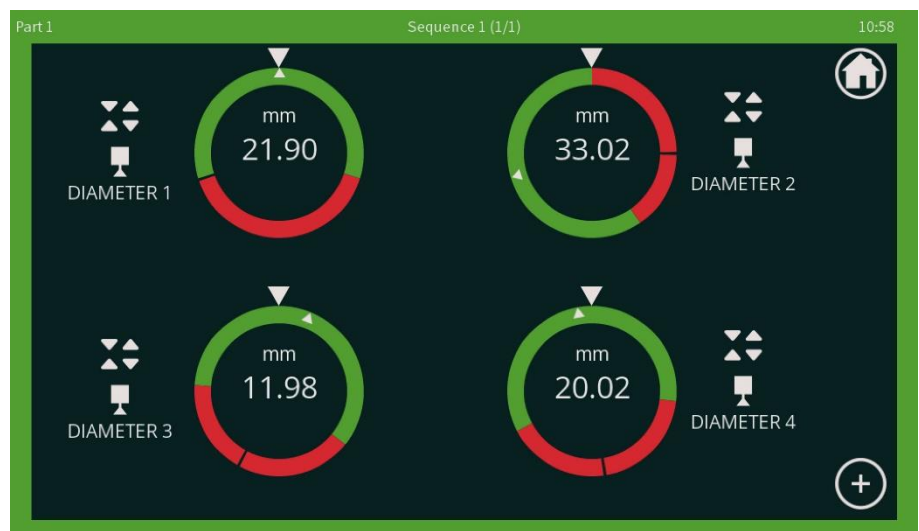 Part 1
Sequence 1 (1/1)
10:58
mm
21.90
DIAMETER 1
mm
33.02
DIAMETER 2
mm
11.98
DIAMETER 3
mm
20.02
DIAMETER 4